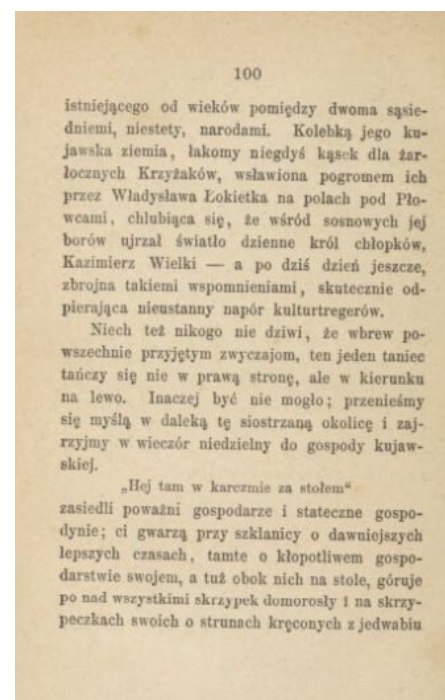 100
istniejącego od wieków pomiędzy dwoma sąsie-
dniemi, niestety, narodami. Kolebką jego ku-
jawska ziemia, łakomy niegdyś kąsek dla żar-
łocznych Krzyżaków, wsławiona pogromem ich
przez Władysława Łokietka na polach pod Pło-
wcami, chlubiąca się, że wśród sosnowych jej
borów ujrzał światło dzienne król chłopków,
Kazimierz Wielki — a po dziś dzień jeszcze,
zbrojna takiemi wspomnieniami, skutecznie od-
pierająca nieustanny napór kulturtregerów.
Niech też nikogo nie dziwi, że wbrew po-
wszechnie przyjętym zwyczajom, ten jeden taniec
tańczy się nie w prawą stronę, ale w kierunku
na lewo. Inaczej być nie mogło; przenieśmy
się myślą w daleką tę siostrzaną okolicę i zaj-
rzyjmy w wieczór niedzielny do gospody kujaw-
skiej.
„Hej tam w karczmie za stołem“
zasiedli poważni gospodarze i stateczne gospo-
dynie; ci gwarzą przy szklanicy o dawniejszych
lepszych czasach, tamte o kłopotliwem gospo-
darstwie swojem, a tuż obok nich na stole, góruje
po nad wszystkimi skrzypek domorosły i na skrzy-
peczkach swoich o strunach kręconych z jedwabiu